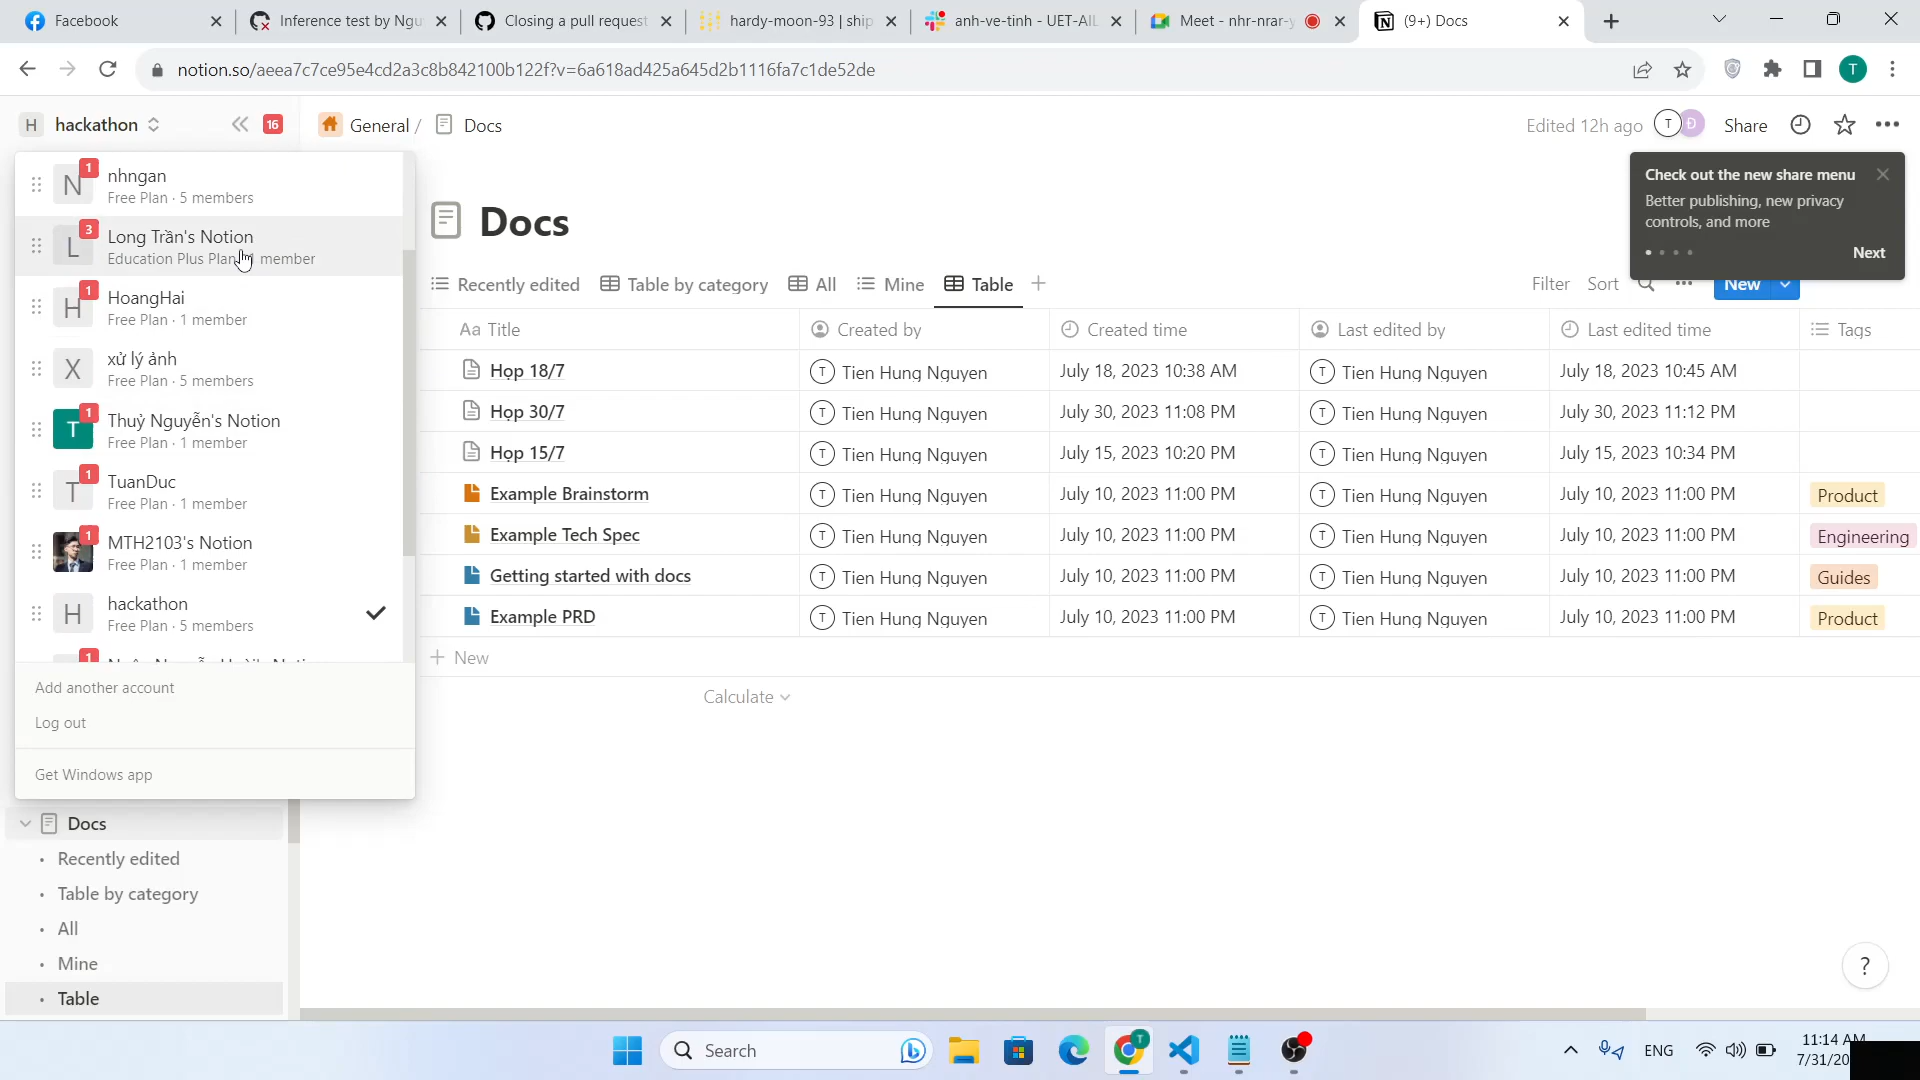 Facebook
Inference test by Ngu
Closing a pull request
hardy-moon-93 | ship
anh-ve-tinh - UET-AIL
Meet - nhr-nrar-y
(9+) Docs
notion.so/aeea7c7ce95e4cd2a3c8b842100b122f?v=6a618ad425a645d2b1116fa7c1de52de
T
H hackathon 16
General / Docs
Edited 12h ago T Đ Share
1
N nhngan
Free Plan · 5 members
3
L Long Trần's Notion
Education Plus Plan member
1
H HoangHai
Free Plan · 1 member
X xử lý ảnh
Free Plan · 5 members
1
T Thuỷ Nguyễn's Notion
Free Plan · 1 member
1
T TuanDuc
Free Plan · 1 member
1
MTH2103's Notion
Free Plan · 1 member
H hackathon
Free Plan · 5 members
1
Add another account
Log out
Get Windows app
Docs
Recently edited
Table by category
All
Mine
Table
Docs
Check out the new share menu
Better publishing, new privacy
controls, and more
Next
Recently edited Table by category All Mine Table Filter Sort New
Aa Title Created by Created time Last edited by Last edited time Tags
Họp 18/7 T Tien Hung Nguyen July 18, 2023 10:38 AM T Tien Hung Nguyen July 18, 2023 10:45 AM
Họp 30/7 T Tien Hung Nguyen July 30, 2023 11:08 PM T Tien Hung Nguyen July 30, 2023 11:12 PM
Họp 15/7 T Tien Hung Nguyen July 15, 2023 10:20 PM T Tien Hung Nguyen July 15, 2023 10:34 PM
Example Brainstorm T Tien Hung Nguyen July 10, 2023 11:00 PM T Tien Hung Nguyen July 10, 2023 11:00 PM Product
Example Tech Spec T Tien Hung Nguyen July 10, 2023 11:00 PM T Tien Hung Nguyen July 10, 2023 11:00 PM Engineering
Getting started with docs T Tien Hung Nguyen July 10, 2023 11:00 PM T Tien Hung Nguyen July 10, 2023 11:00 PM Guides
Example PRD T Tien Hung Nguyen July 10, 2023 11:00 PM T Tien Hung Nguyen July 10, 2023 11:00 PM Product
+ New
Calculate
?
Search
T
ENG
11:14 AM
7/31/20